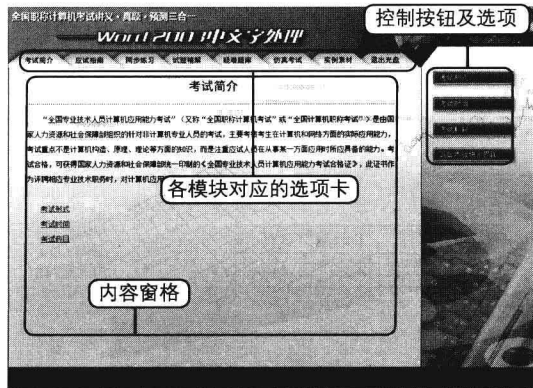 全国职称计算机考试讲义·真题·预测三合一
控制按钮及选项
Word 2003 中文字处理
考试简介 应试指南 同步练习 试题精解 疑难题库 仿真考试 实例素材 退出光盘
考试简介
“全国专业技术人员计算机应用能力考试”（又称“全国职称计算机考试”或“全国计算机职称考试”）是由国
家人力资源和社会保障部组织的针对非计算机专业人员的考试，主要考核考生在计算机和网络方面的实际应用能力，
考试重点不是计算机构造、原理、理论等方面的知识，而是注重应试人员在从事某一方面应用时所应具备的能力。考
试合格，可获得国家人力资源和社会保障部统一印制的《全国专业技术人员计算机应用能力考试合格证》，此证书作
为评聘相应专业技术职务时，对计算机应用
各模块对应的选项卡
考试形式
考试时间
考试科目
内容窗格